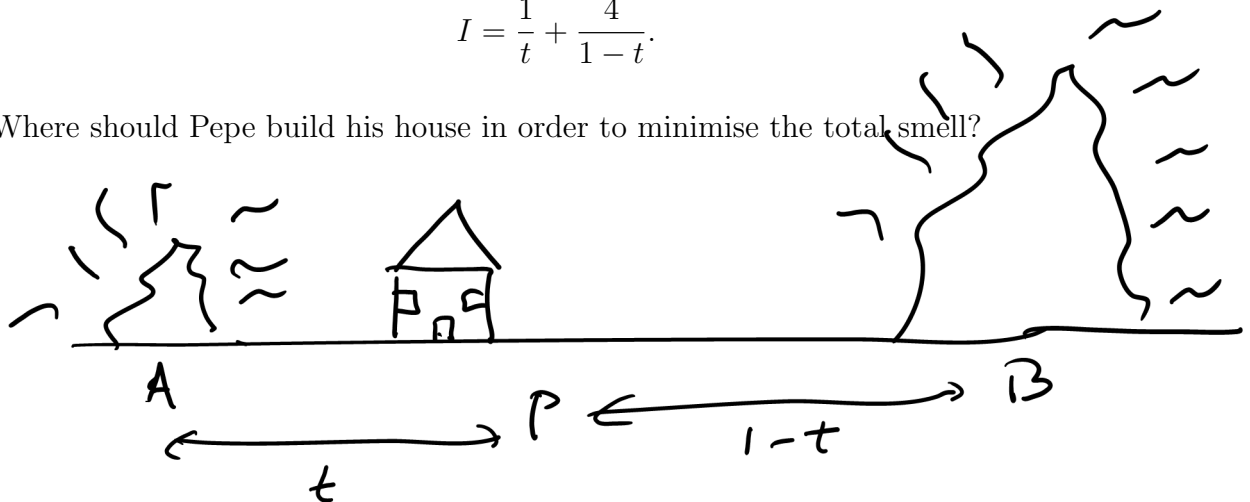 I = 1/t + 4/(1 − t).
Where should Pepe build his house in order to minimise the total smell?
A
P
B
t
1-t